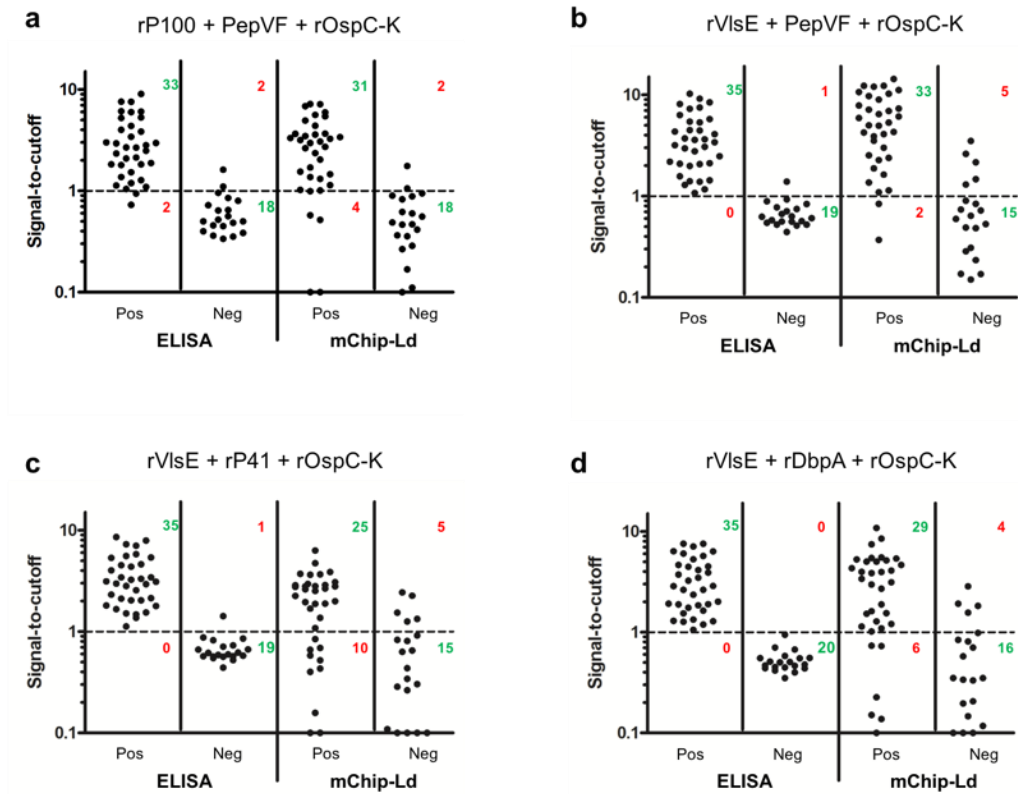 a
rP100 + PepVF + rOspC-K
Signal-to-cutoff
10
1
0.1
33
2
31
2
2
18
4
18
Pos
Neg
Pos
Neg
ELISA
mChip-Ld
b
rVlsE + PepVF + rOspC-K
Signal-to-cutoff
10
1
0.1
35
1
33
5
0
19
2
15
Pos
Neg
Pos
Neg
ELISA
mChip-Ld
c
rVlsE + rP41 + rOspC-K
Signal-to-cutoff
10
1
0.1
35
1
25
5
0
19
10
15
Pos
Neg
Pos
Neg
ELISA
mChip-Ld
d
rVlsE + rDbpA + rOspC-K
Signal-to-cutoff
10
1
0.1
35
0
29
4
0
20
6
16
Pos
Neg
Pos
Neg
ELISA
mChip-Ld